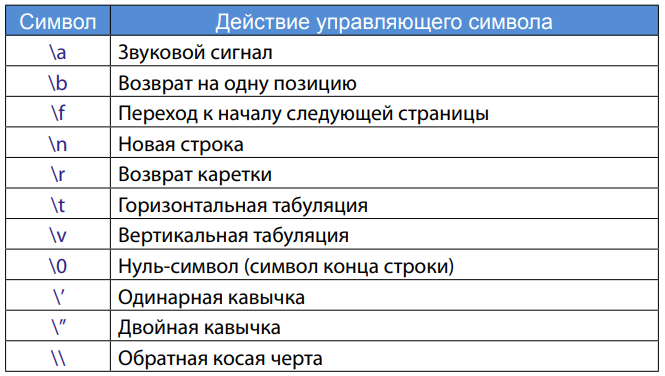 Символ Действие управляющего символа
\a Звуковой сигнал
\b Возврат на одну позицию
\f Переход к началу следующей страницы
\n Новая строка
\r Возврат каретки
\t Горизонтальная табуляция
\v Вертикальная табуляция
\0 Нуль-символ (символ конца строки)
\’ Одинарная кавычка
\” Двойная кавычка
\\ Обратная косая черта